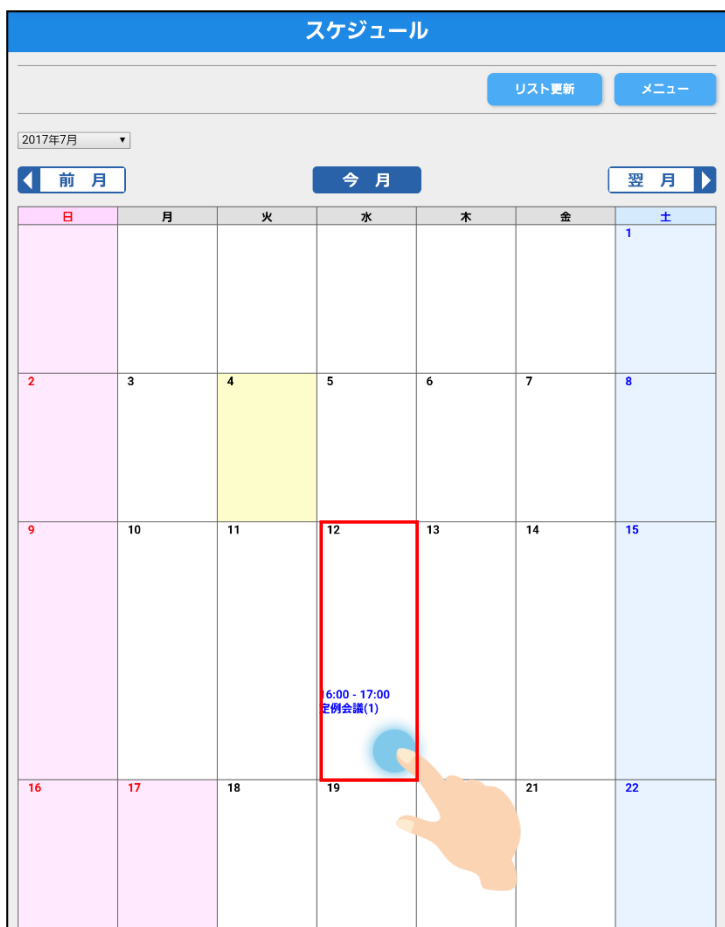 スケジュール
リスト更新 メニュー
2017年7月
前 月 今 月 翌 月
日 月 火 水 木 金 土
1
2 3 4 5 6 7 8
9 10 11 12 13 14 15
16:00 - 17:00
定例会議(1)
16 17 18 19 21 22